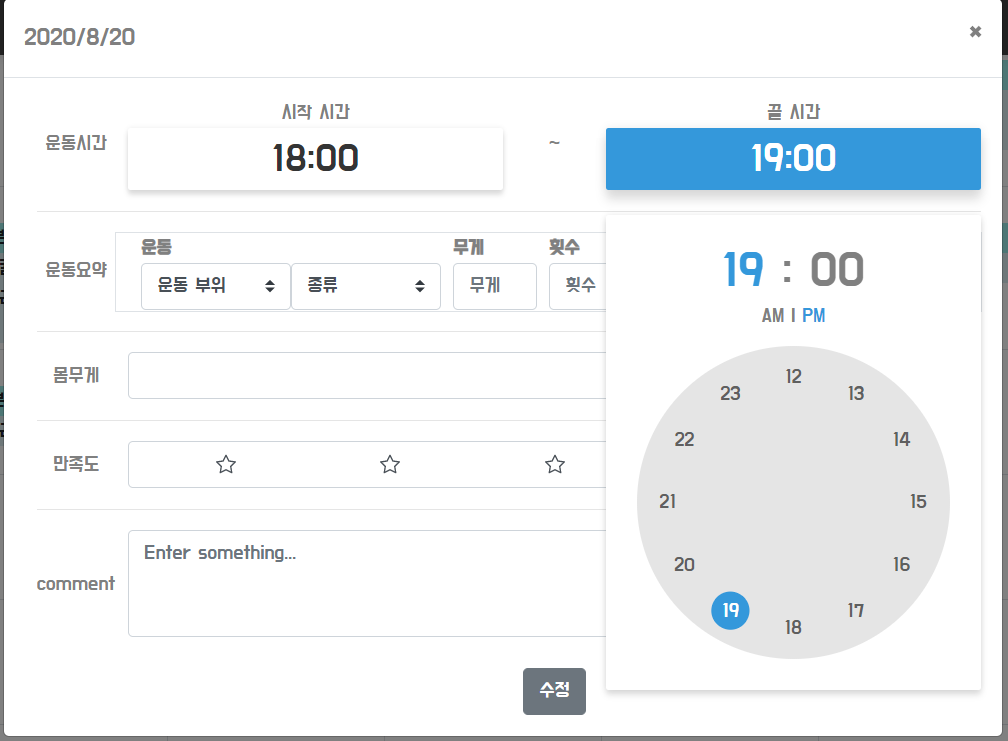 2020/8/20
✖
시작 시간
끝 시간
운동시간
18:00
~
19:00
운동요약
운동
무게
횟수
운동 부위
종류
무게
횟수
19 : 00
AM | PM
12
23
13
22
14
21
15
20
16
19
17
18
몸무게
만족도
comment
Enter something...
수정